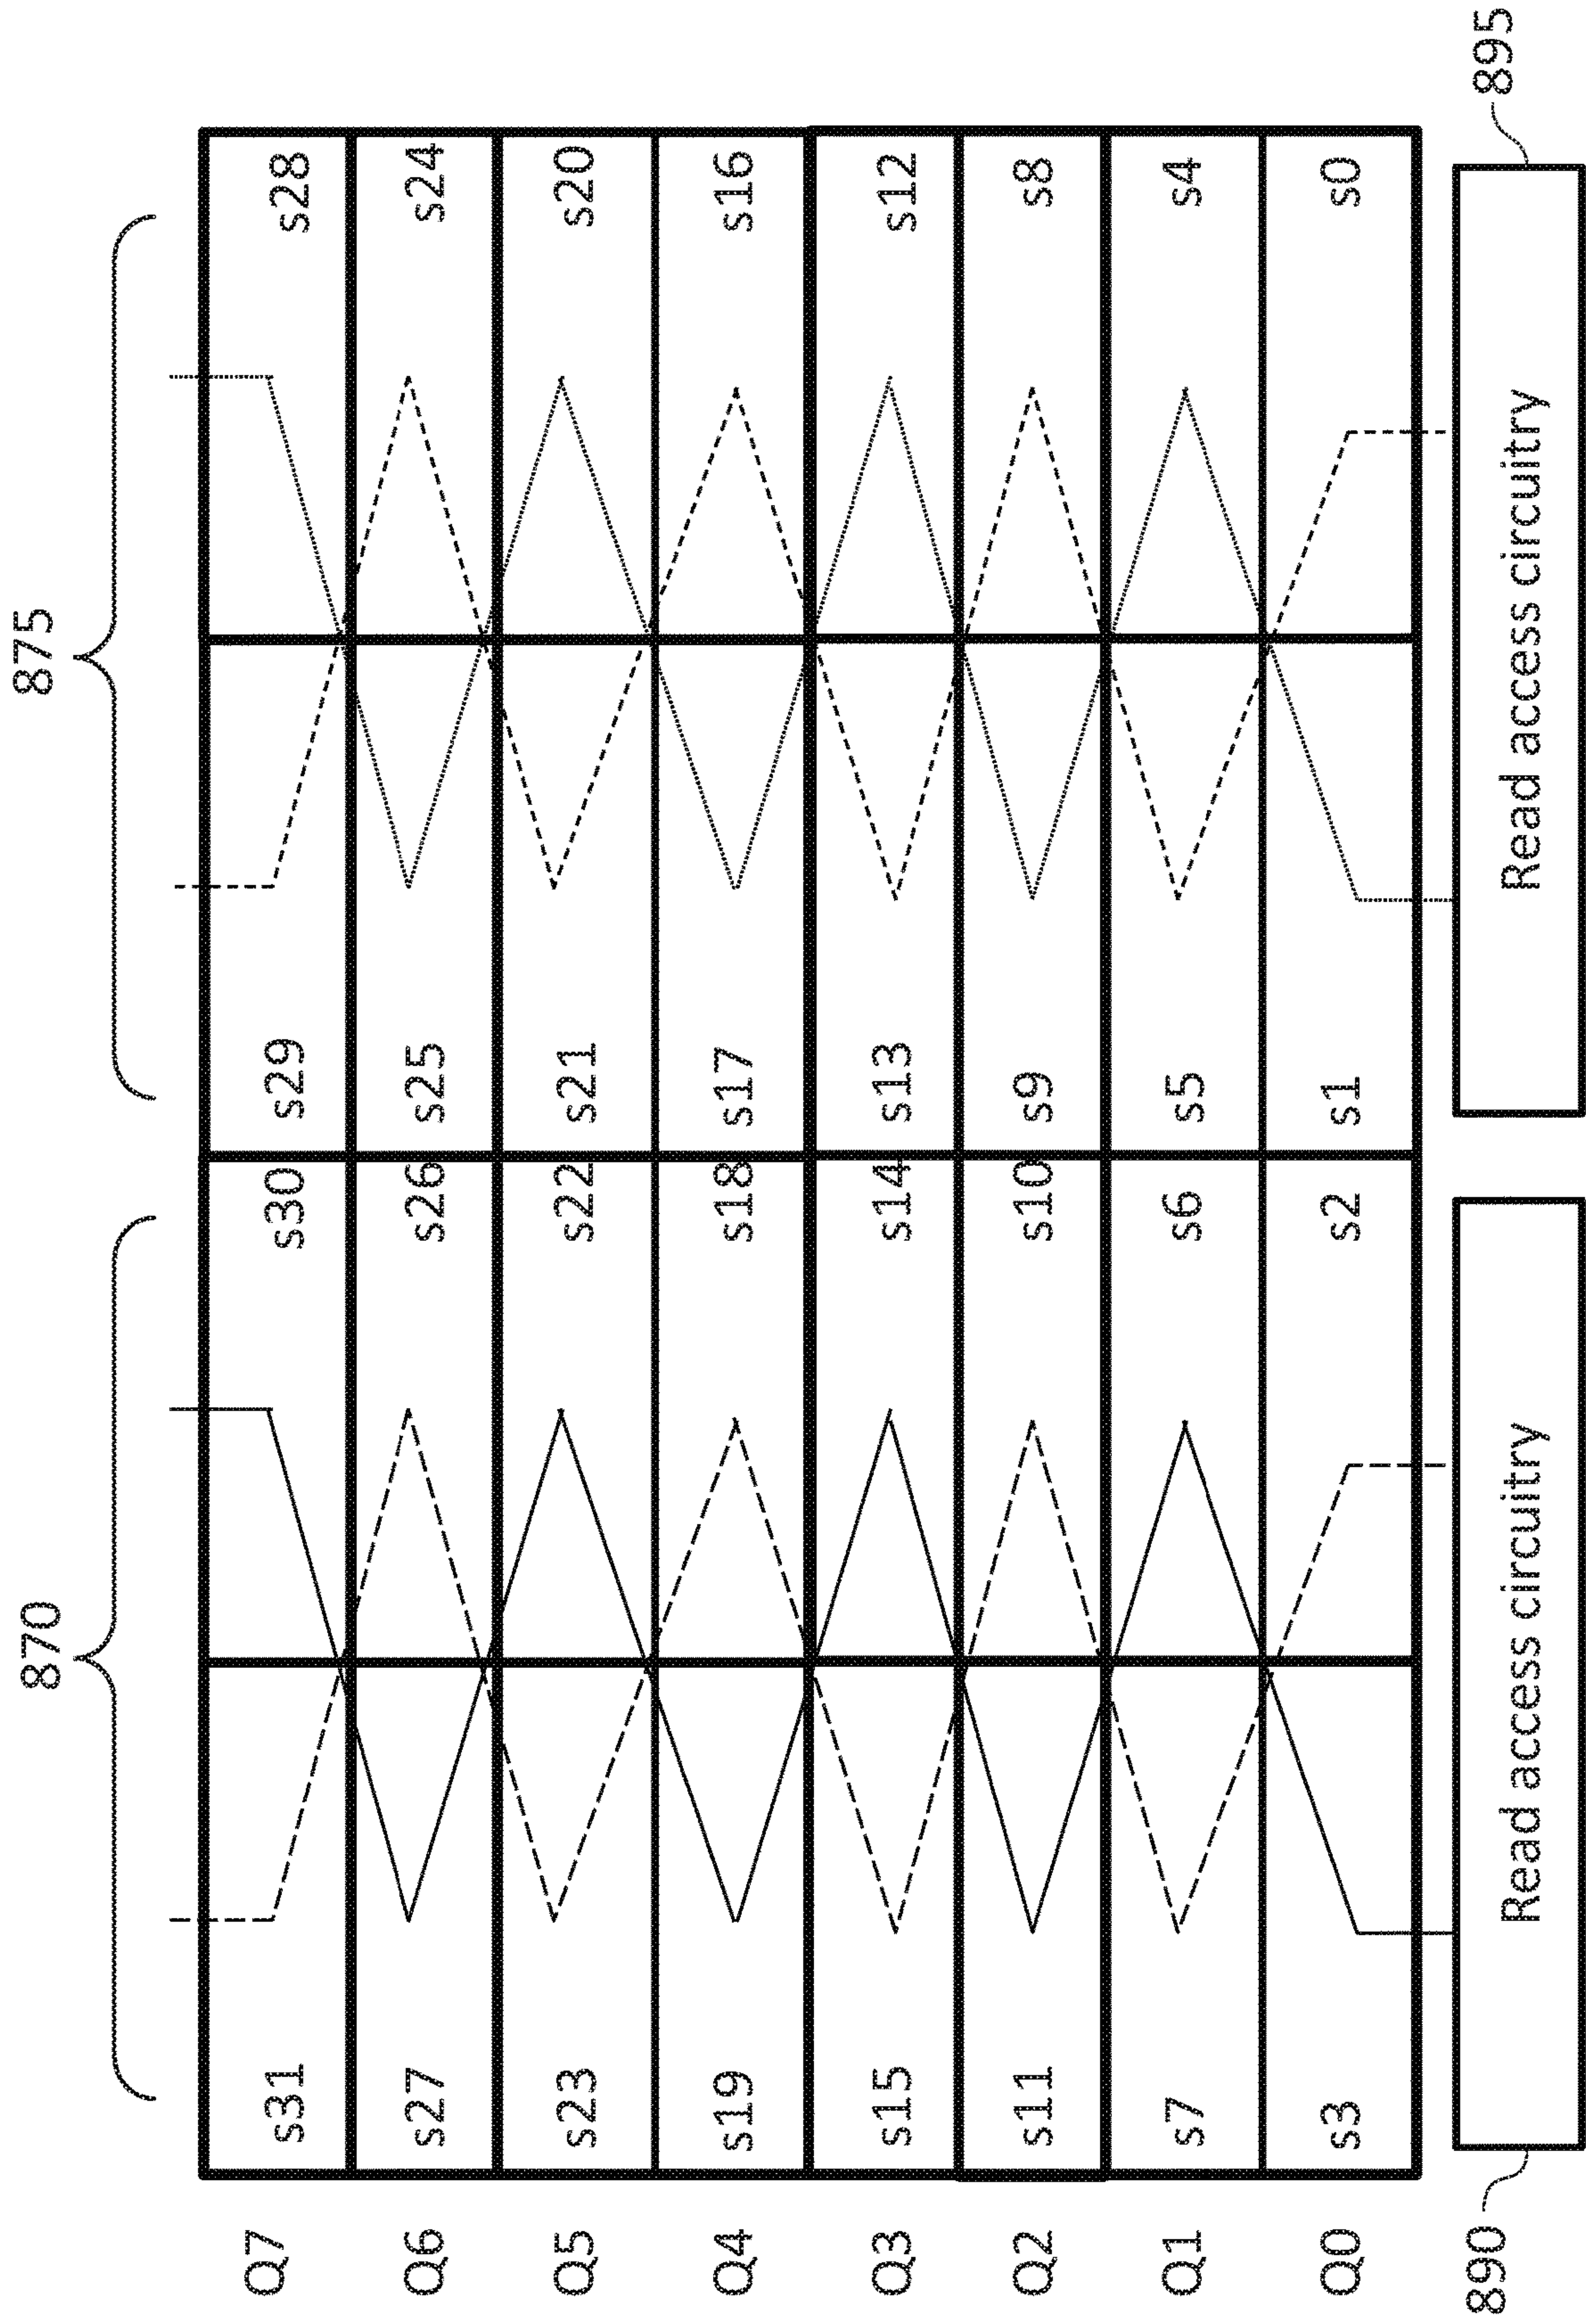 870 875
Q7 s31 s30 s29 s28
Q6 s27 s26 s25 s24
Q5 s23 s22 s21 s20
Q4 s19 s18 s17 s16
Q3 s15 s14 s13 s12
Q2 s11 s10 s9 s8
Q1 s7 s6 s5 s4
Q0 s3 s2 s1 s0
890 Read access circuitry Read access circuitry 895